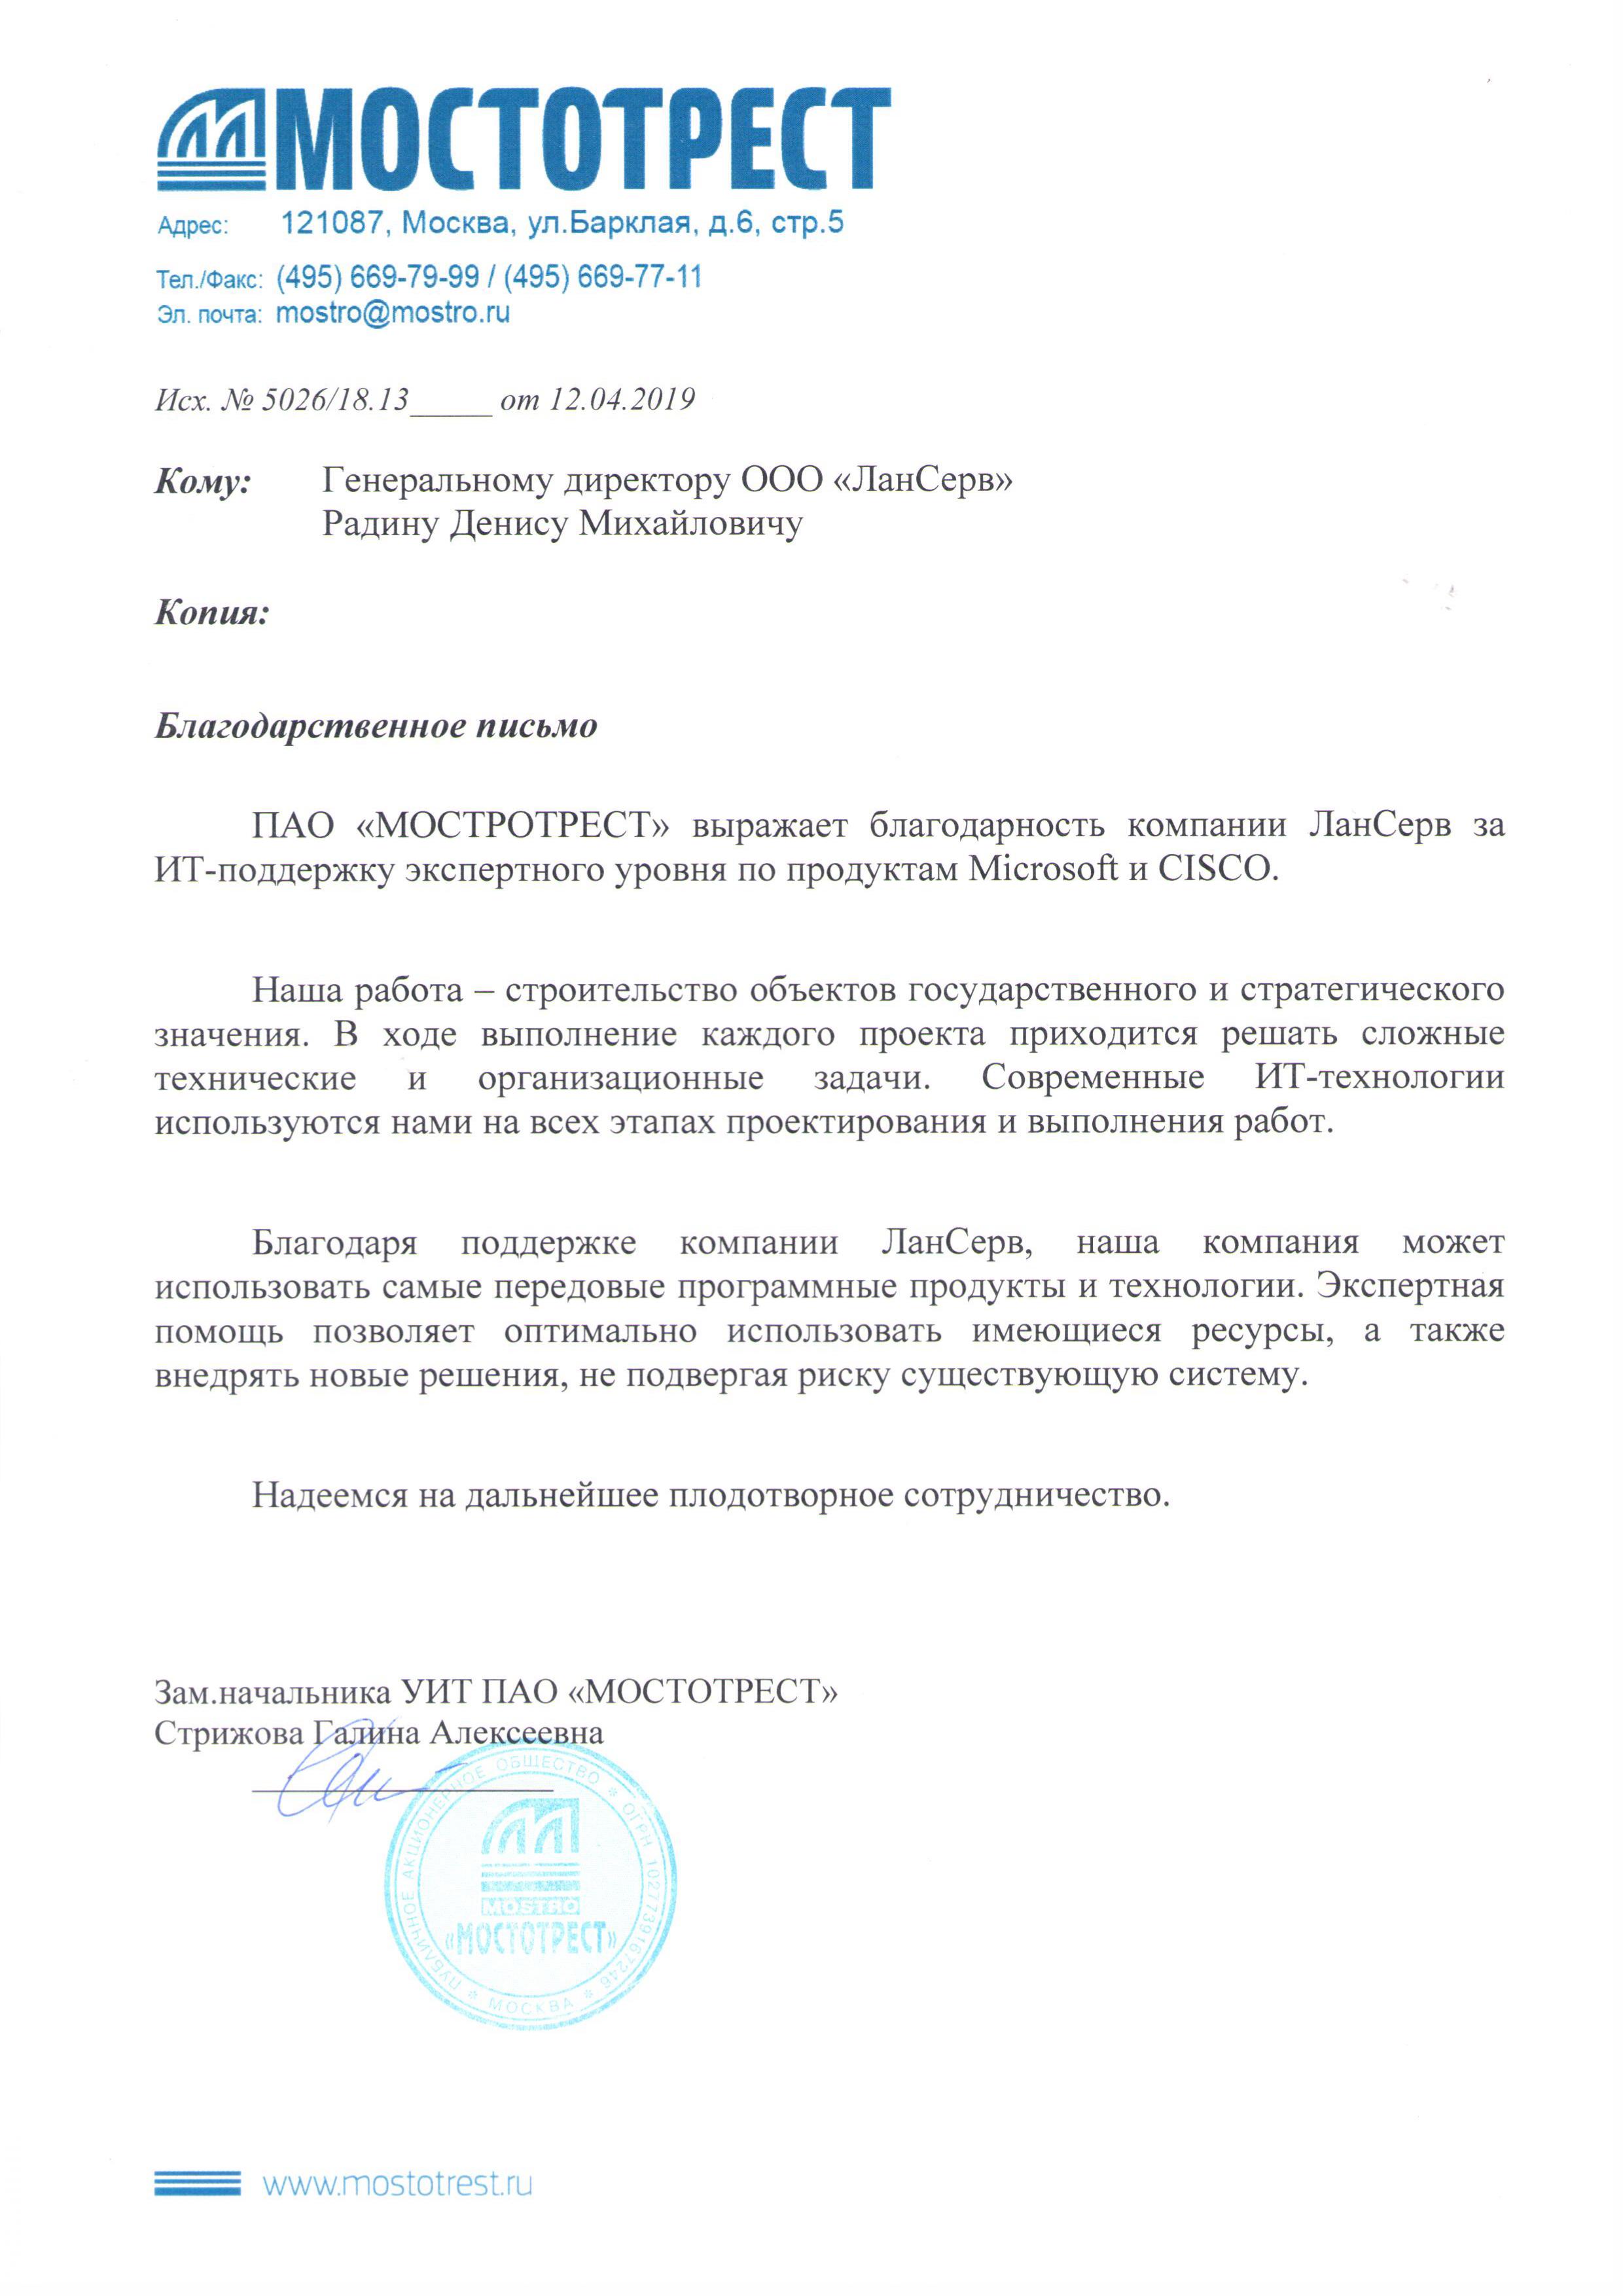 МОСТОТРЕСТ
Адрес: 121087, Москва, ул.Барклая, д.6, стр.5
Тел./Факс: (495) 669-79-99 / (495) 669-77-11
Эл. почта: mostro@mostro.ru
Исх. № 5026/18.13_____ от 12.04.2019
Кому: Генеральному директору ООО «ЛанСерв»
Радину Денису Михайловичу
Копия:
Благодарственное письмо
ПАО «МОСТРОТРЕСТ» выражает благодарность компании ЛанСерв за
ИТ-поддержку экспертного уровня по продуктам Microsoft и CISCO.
Наша работа – строительство объектов государственного и стратегического
значения. В ходе выполнение каждого проекта приходится решать сложные
технические и организационные задачи. Современные ИТ-технологии
используются нами на всех этапах проектирования и выполнения работ.
Благодаря поддержке компании ЛанСерв, наша компания может
использовать самые передовые программные продукты и технологии. Экспертная
помощь позволяет оптимально использовать имеющиеся ресурсы, а также
внедрять новые решения, не подвергая риску существующую систему.
Надеемся на дальнейшее плодотворное сотрудничество.
Зам.начальника УИТ ПАО «МОСТОТРЕСТ»
Стрижова Галина Алексеевна
ПУБЛИЧНОЕ АКЦИОНЕРНОЕ ОБЩЕСТВО * ОГРН 1027739167246 * МОСКВА *
MOSTRO
«МОСТОТРЕСТ»
www.mostotrest.ru